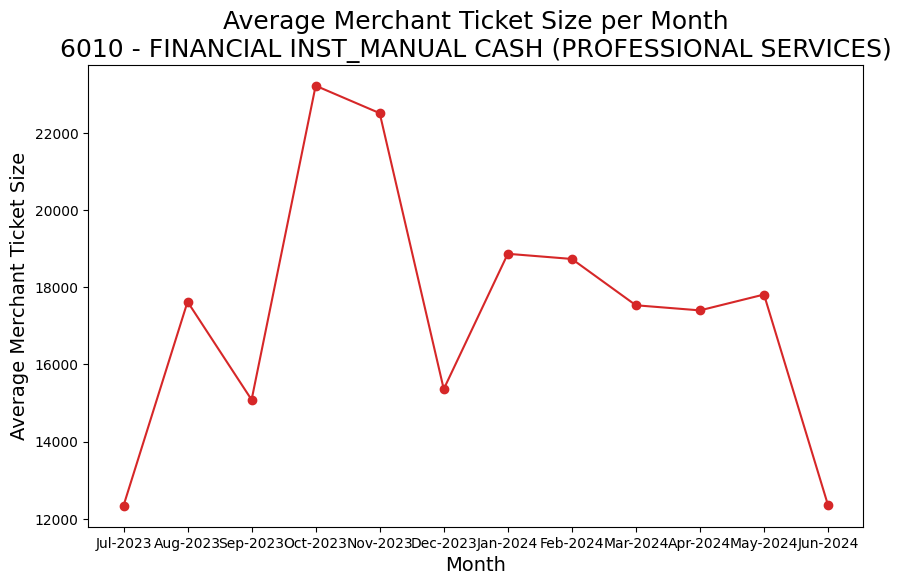 Average Merchant Ticket Size per Month
6010 - FINANCIAL INST_MANUAL CASH (PROFESSIONAL SERVICES)
Average Merchant Ticket Size
22000
20000
18000
16000
14000
12000
Jul-2023 Aug-2023 Sep-2023 Oct-2023 Nov-2023 Dec-2023 Jan-2024 Feb-2024 Mar-2024 Apr-2024 May-2024 Jun-2024
Month